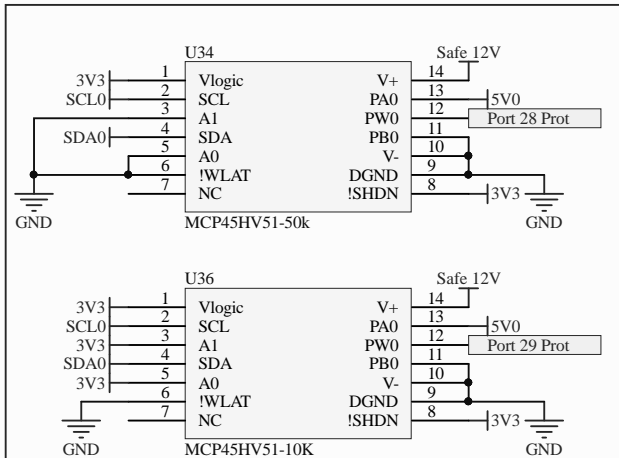 U34
Safe 12V
3V3 1 Vlogic V+ 14
SCL0 2 SCL PA0 13 5V0
3 A1 PW0 12 Port 28 Prot
SDA0 4 SDA PB0 11
5 A0 V- 10
6 !WLAT DGND 9
7 NC !SHDN 8 3V3
GND MCP45HV51-50k GND
U36
Safe 12V
3V3 1 Vlogic V+ 14
SCL0 2 SCL PA0 13 5V0
3V3 3 A1 PW0 12 Port 29 Prot
SDA0 4 SDA PB0 11
3V3 5 A0 V- 10
6 !WLAT DGND 9
7 NC !SHDN 8 3V3
GND MCP45HV51-10K GND